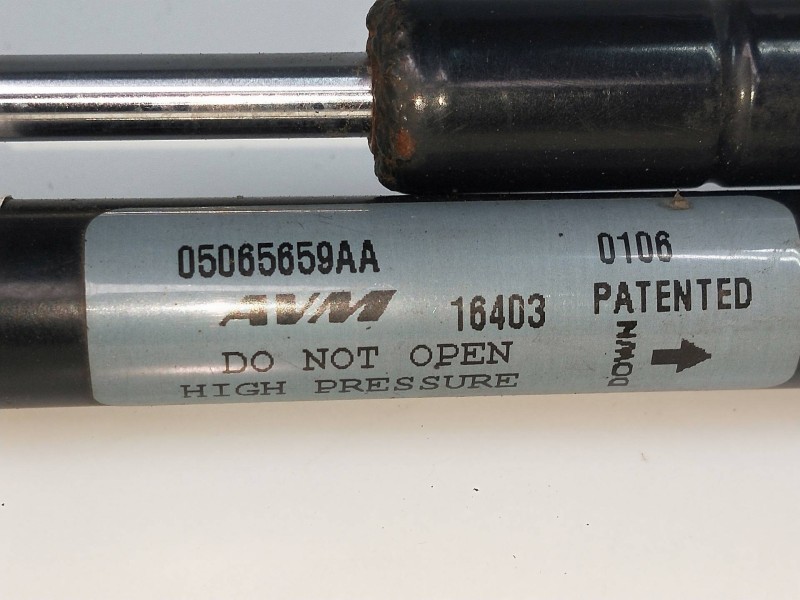 05065659AA 0106
AVM 16403 PATENTED
DO NOT OPEN DOWN
HIGH PRESSURE